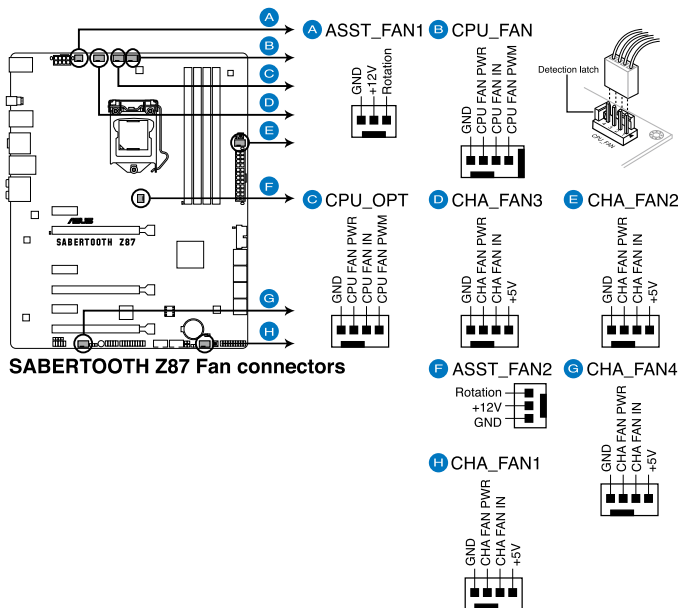 A
B
C
D
E
F
G
H
/ISUS
SABERTOOTH Z87
SABERTOOTH Z87 Fan connectors
A ASST_FAN1
GND
+12V
Rotation
B CPU_FAN
GND
CPU FAN PWR
CPU FAN IN
CPU FAN PWM
Detection latch
CPU_FAN
C CPU_OPT
GND
CPU FAN PWR
CPU FAN IN
CPU FAN PWM
D CHA_FAN3
GND
CHA FAN PWR
CHA FAN IN
+5V
E CHA_FAN2
GND
CHA FAN PWR
CHA FAN IN
+5V
F ASST_FAN2
Rotation
+12V
GND
G CHA_FAN4
GND
CHA FAN PWR
CHA FAN IN
+5V
H CHA_FAN1
GND
CHA FAN PWR
CHA FAN IN
+5V